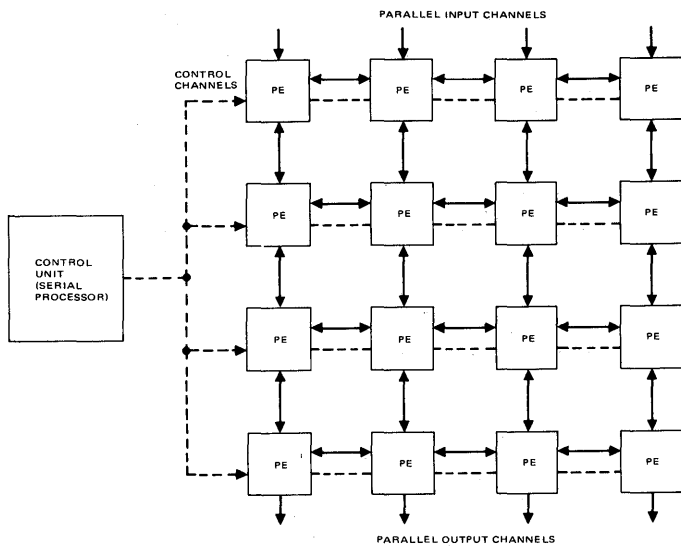 PARALLEL INPUT CHANNELS
CONTROL
CHANNELS
PE PE PE PE
PE PE PE PE
CONTROL
UNIT
(SERIAL
PROCESSOR)
PE PE PE PE
PE PE PE PE
PARALLEL OUTPUT CHANNELS